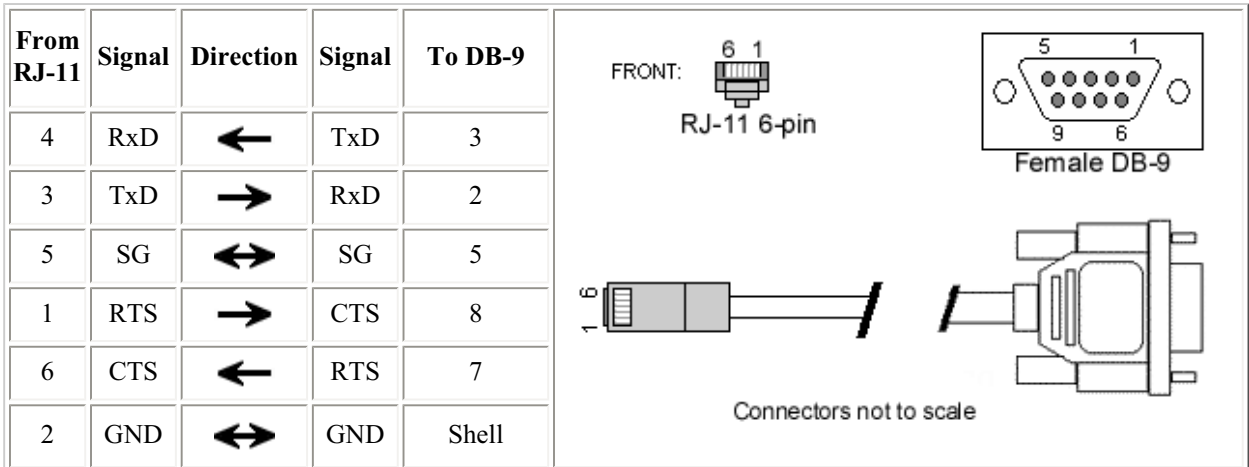 From RJ-11 Signal Direction Signal To DB-9
4 RxD TxD 3
3 TxD RxD 2
5 SG SG 5
1 RTS CTS 8
6 CTS RTS 7
2 GND GND Shell
6 1
FRONT:
RJ-11 6-pin
5 1
9 6
Female DB-9
6
1
Connectors not to scale